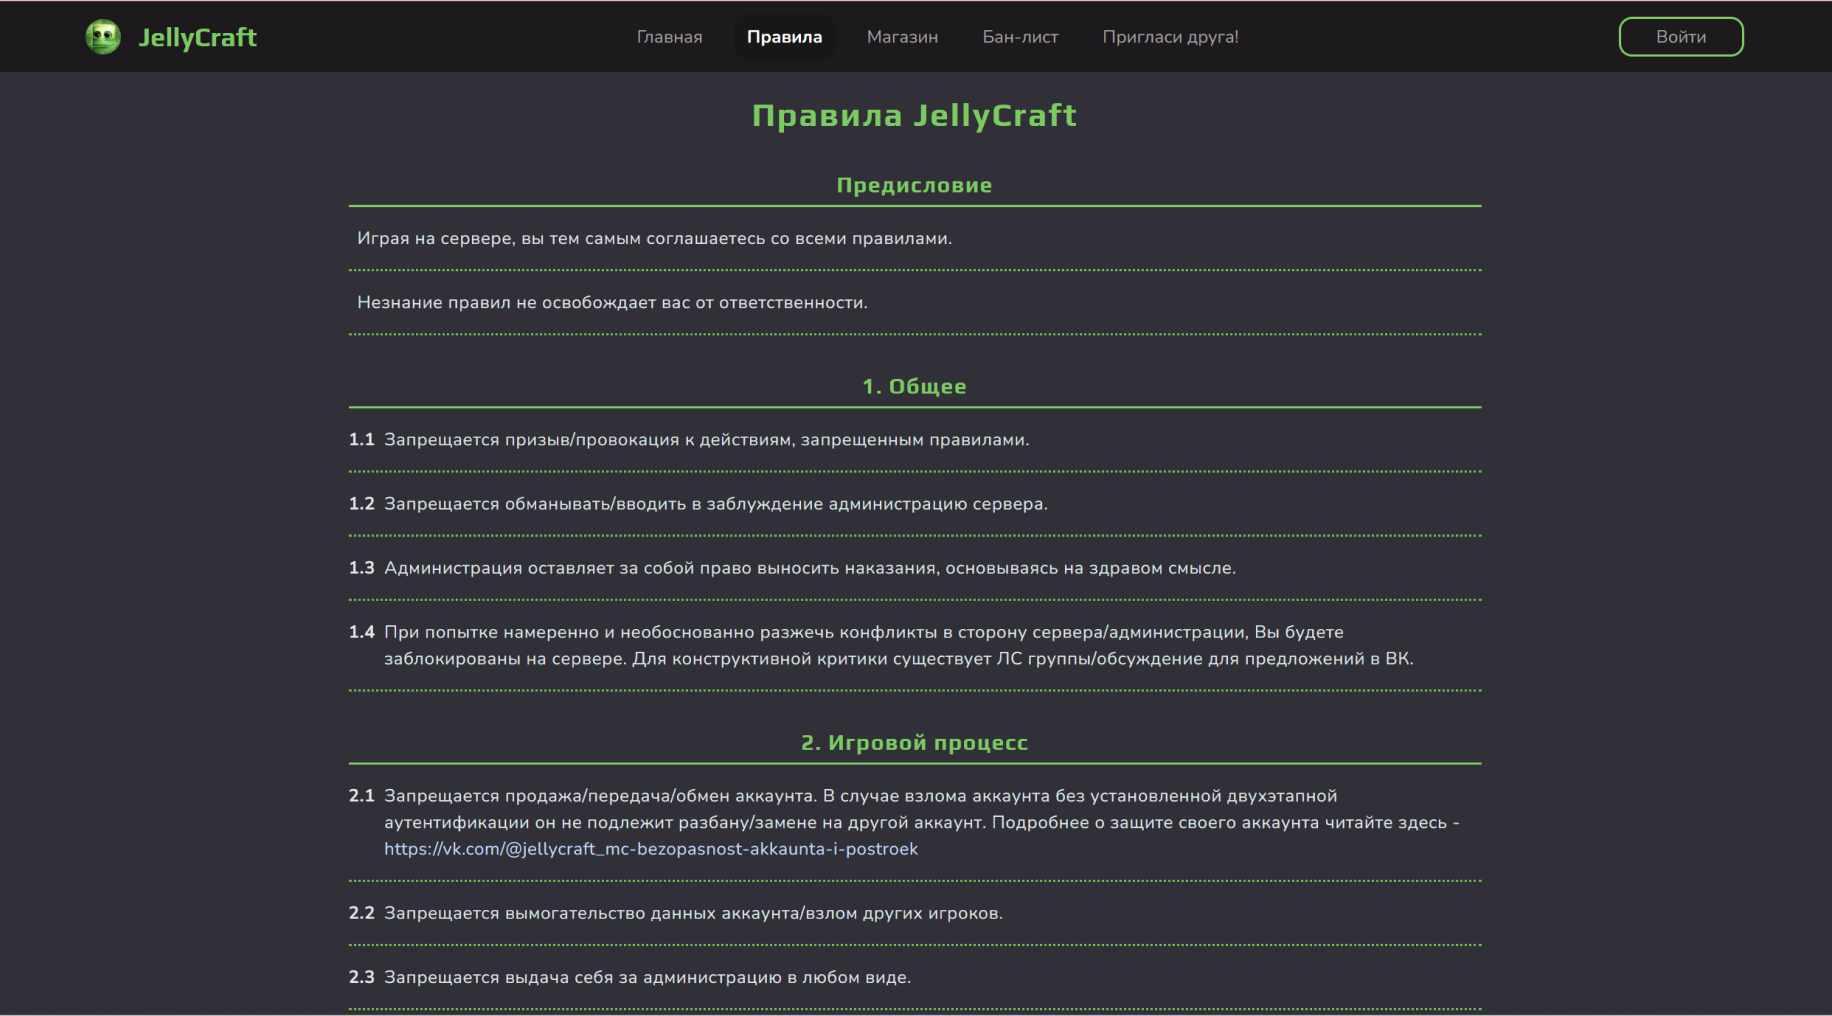 JellyCraft
Главная
Правила
Магазин
Бан-лист
Пригласи друга!
Войти
Правила JellyCraft
Предисловие
Играя на сервере, вы тем самым соглашаетесь со всеми правилами.
Незнание правил не освобождает вас от ответственности.
1. Общее
1.1 Запрещается призыв/провокация к действиям, запрещенным правилами.
1.2 Запрещается обманывать/вводить в заблуждение администрацию сервера.
1.3 Администрация оставляет за собой право выносить наказания, основываясь на здравом смысле.
1.4 При попытке намеренно и необоснованно разжечь конфликты в сторону сервера/администрации, Вы будете
заблокированы на сервере. Для конструктивной критики существует ЛС группы/обсуждение для предложений в ВК.
2. Игровой процесс
2.1 Запрещается продажа/передача/обмен аккаунта. В случае взлома аккаунта без установленной двухэтапной
аутентификации он не подлежит разбану/замене на другой аккаунт. Подробнее о защите своего аккаунта читайте здесь -
https://vk.com/@jellycraft_mc-bezopasnost-akkaunta-i-postroek
2.2 Запрещается вымогательство данных аккаунта/взлом других игроков.
2.3 Запрещается выдача себя за администрацию в любом виде.